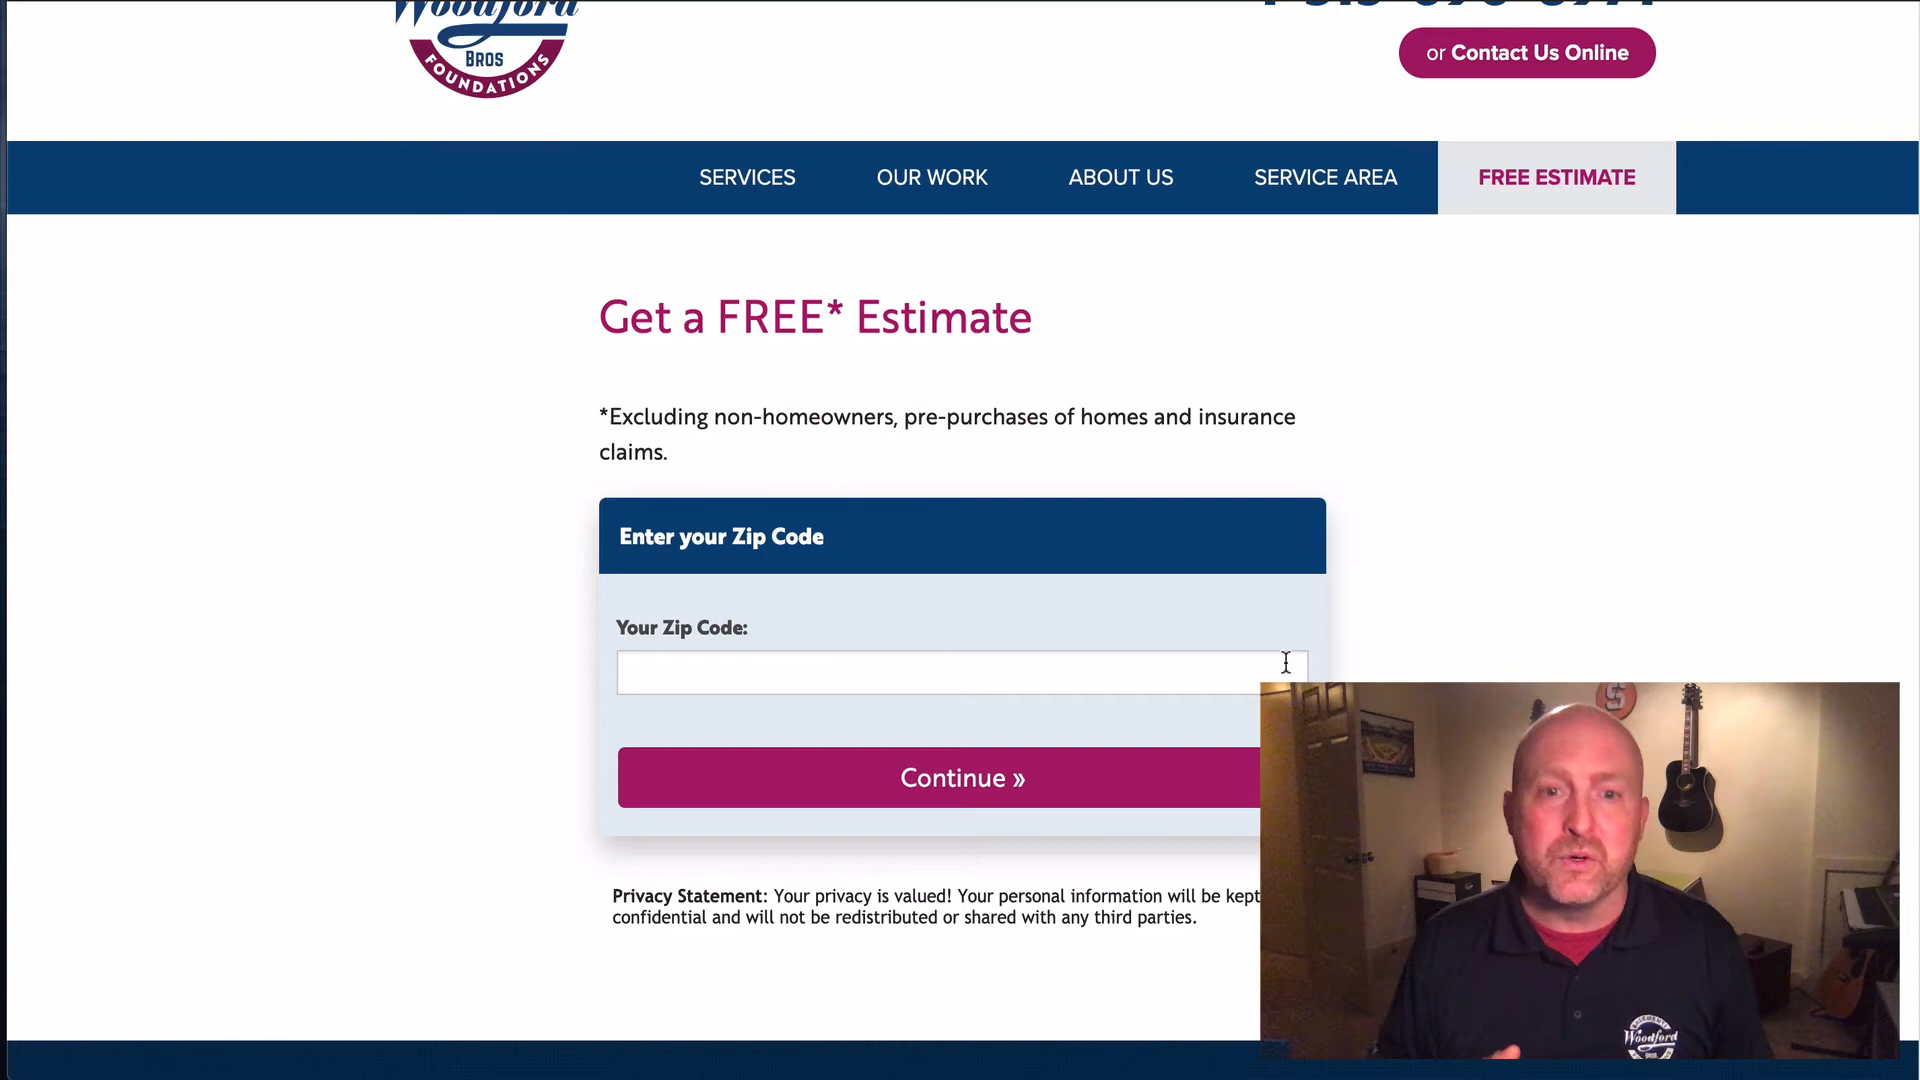 Woodford
BROS
FOUNDATIONS
or Contact Us Online
SERVICES
OUR WORK
ABOUT US
SERVICE AREA
FREE ESTIMATE
Get a FREE* Estimate
*Excluding non-homeowners, pre-purchases of homes and insurance
claims.
Enter your Zip Code
Your Zip Code:
Continue »
Privacy Statement: Your privacy is valued! Your personal information will be kept
confidential and will not be redistributed or shared with any third parties.
S
Woodford
BROS